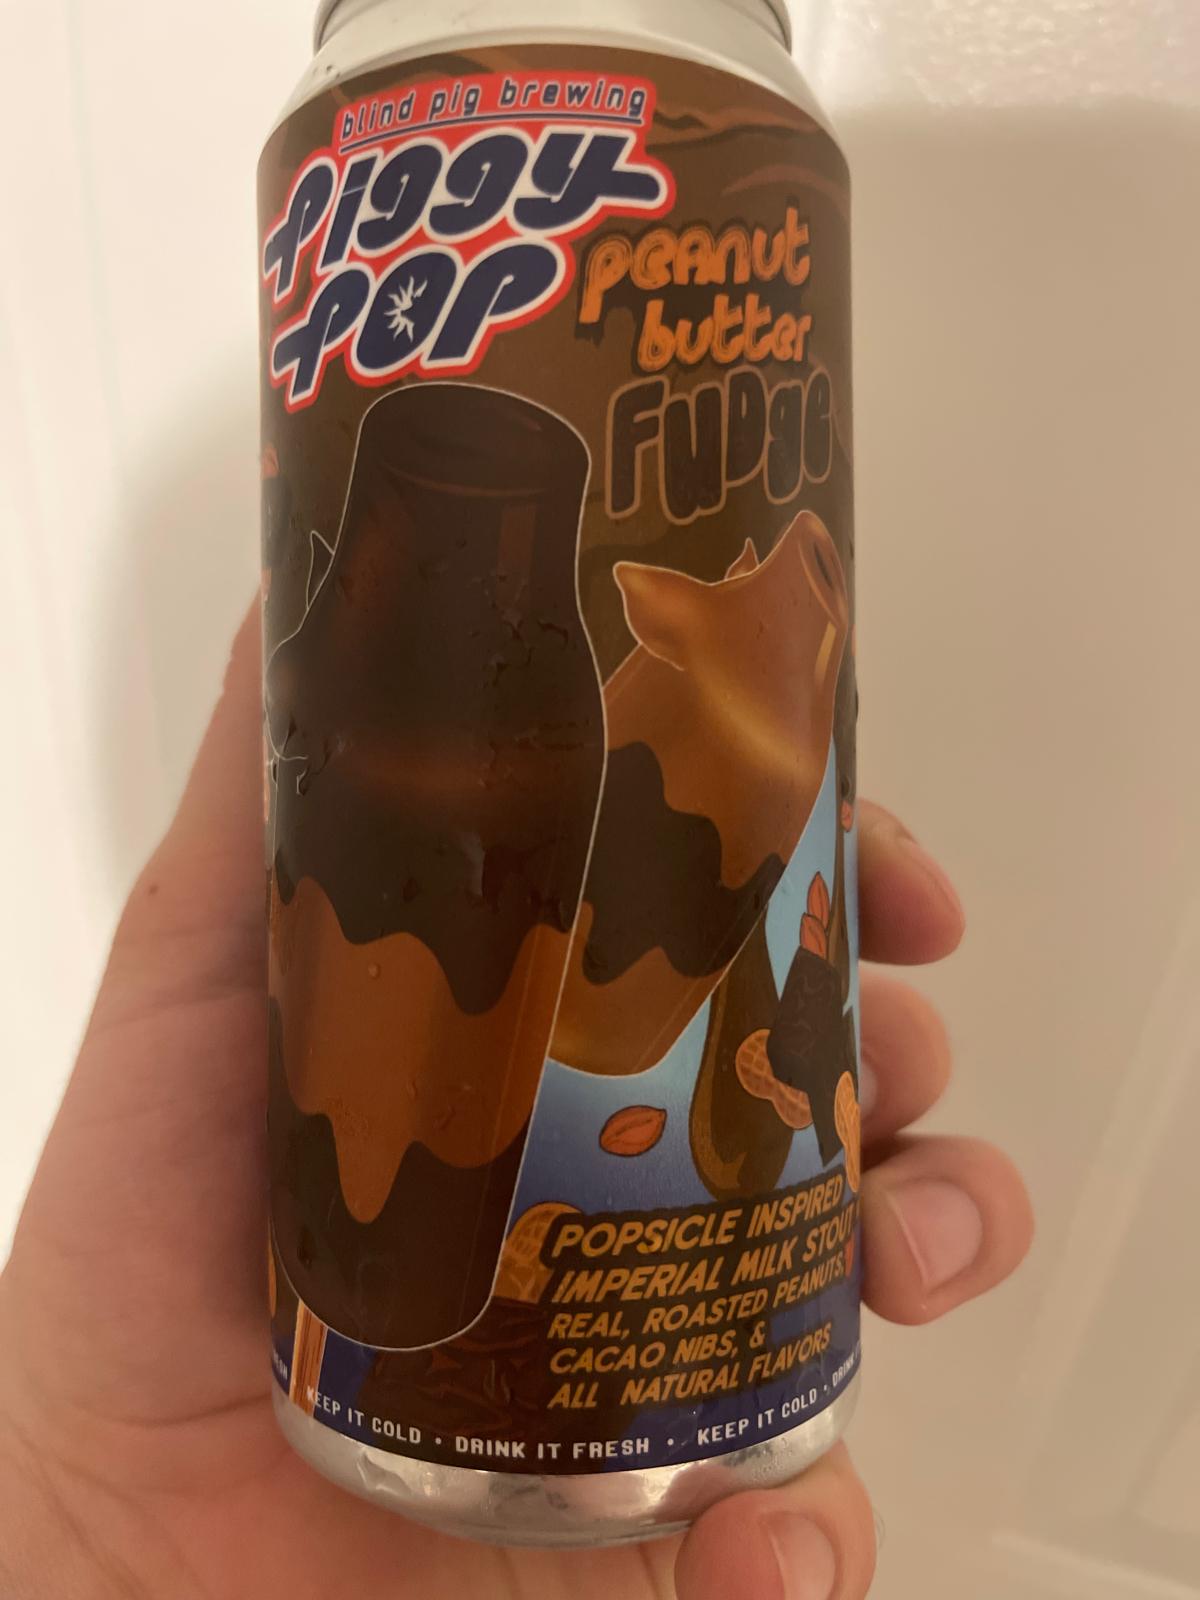 blind pig brewing
Piggy
POP
peanut
butter
Fudge
POPSICLE INSPIRED
IMPERIAL MILK STOUT
REAL, ROASTED PEANUTS,
CACAO NIBS, &
ALL NATURAL FLAVORS
KEEP IT COLD • DRINK IT FRESH • KEEP IT COLD •